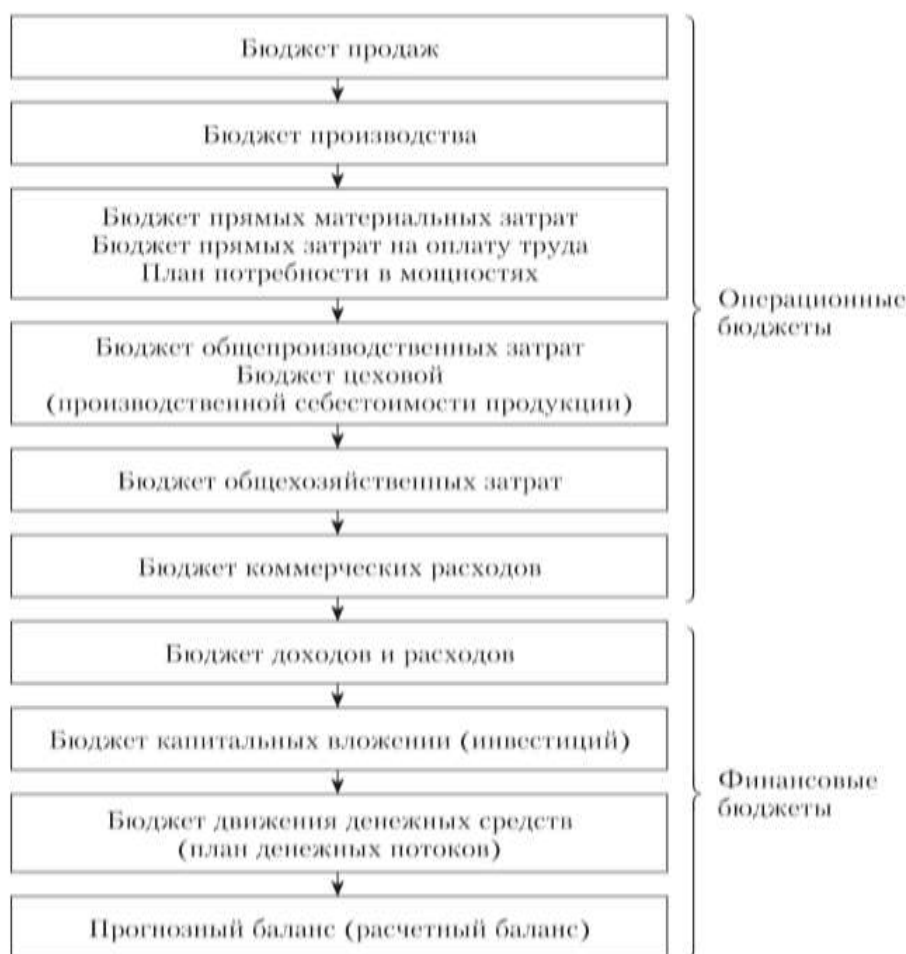 Бюджет продаж
Бюджет производства
Бюджет прямых материальных затрат
Бюджет прямых затрат на оплату труда
План потребности в мощностях
Бюджет общепроизводственных затрат
Бюджет цеховой
(производственной себестоимости продукции)
Бюджет общехозяйственных затрат
Бюджет коммерческих расходов
Операционные
бюджеты
Бюджет доходов и расходов
Бюджет капитальных вложении (инвестиций)
Бюджет движения денежных средств
(план денежных потоков)
Прогнозный баланс (расчетный баланс)
Финансовые
бюджеты